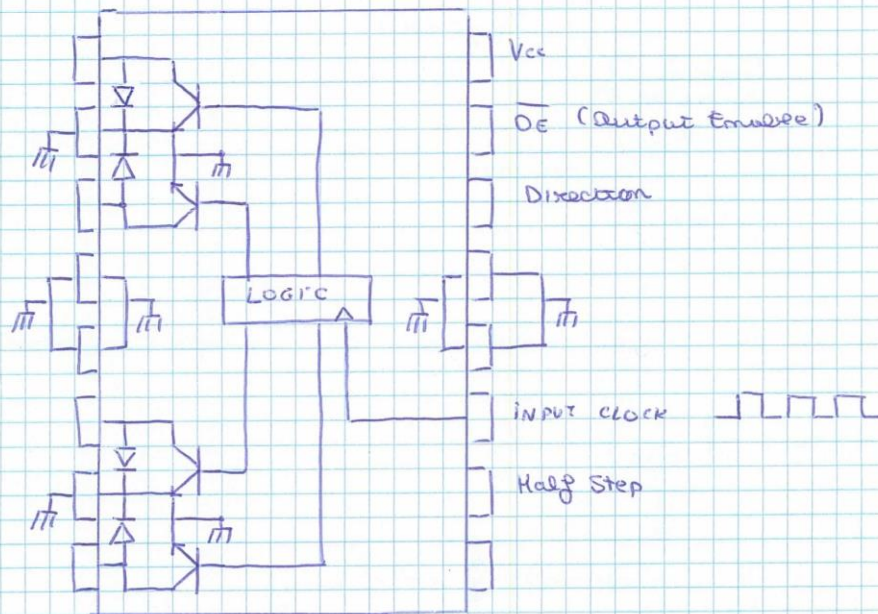 Vcc
OE (Output Enable)
Direction
LOGIC
INPUT CLOCK
Half Step